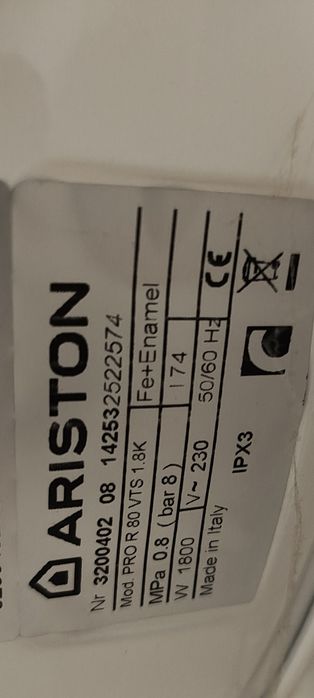 ARISTON
Nr 3200402 08 142532522574
Mod. PRO R 80 VTS 1.8K
Fe+Enamel
MPa 0.8 (bar 8)
l 74
W 1800
V~ 230
50/60 Hz
Made in Italy
IPX3
CE